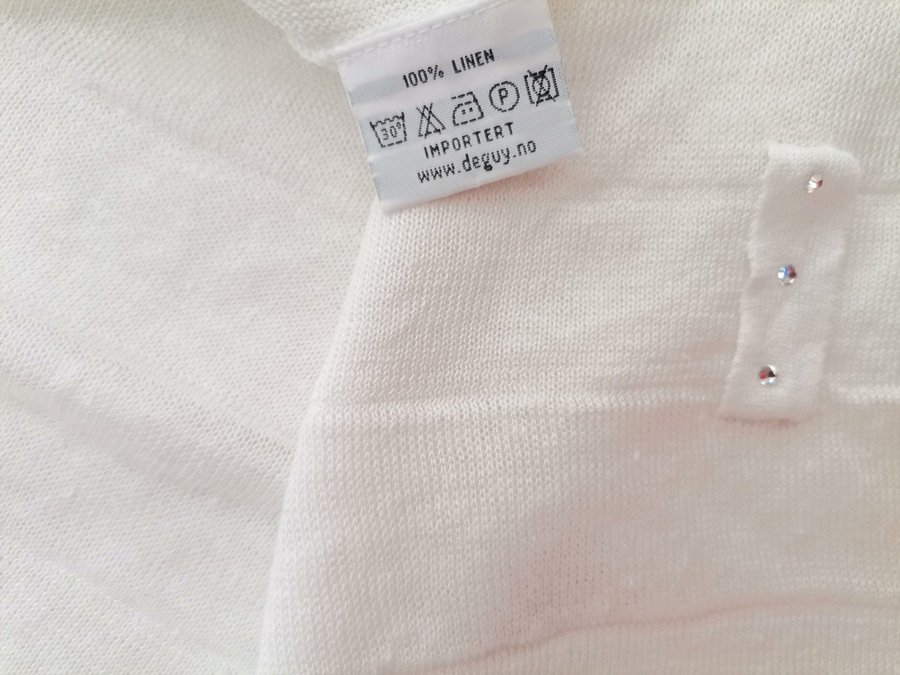 100% LINEN
30° P
IMPORTERT
www.deguy.no